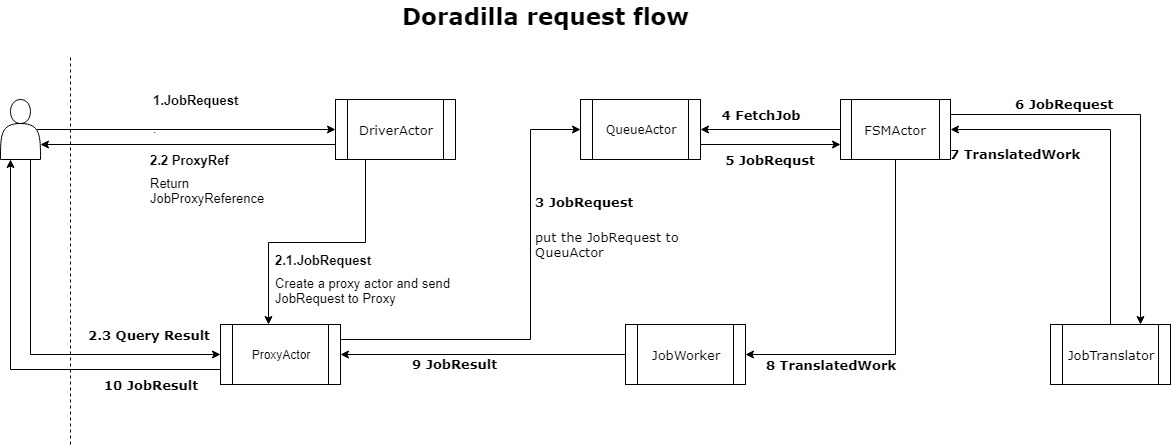 Doradilla request flow
1.JobRequest
DriverActor
2.2 ProxyRef
Return
JobProxyReference
QueueActor
4 FetchJob
5 JobRequst
FSMActor
6 JobRequest
7 TranslatedWork
3 JobRequest
put the JobRequest to
QueuActor
2.1.JobRequest
Create a proxy actor and send
JobRequest to Proxy
2.3 Query Result
ProxyActor
10 JobResult
9 JobResult
JobWorker
8 TranslatedWork
JobTranslator